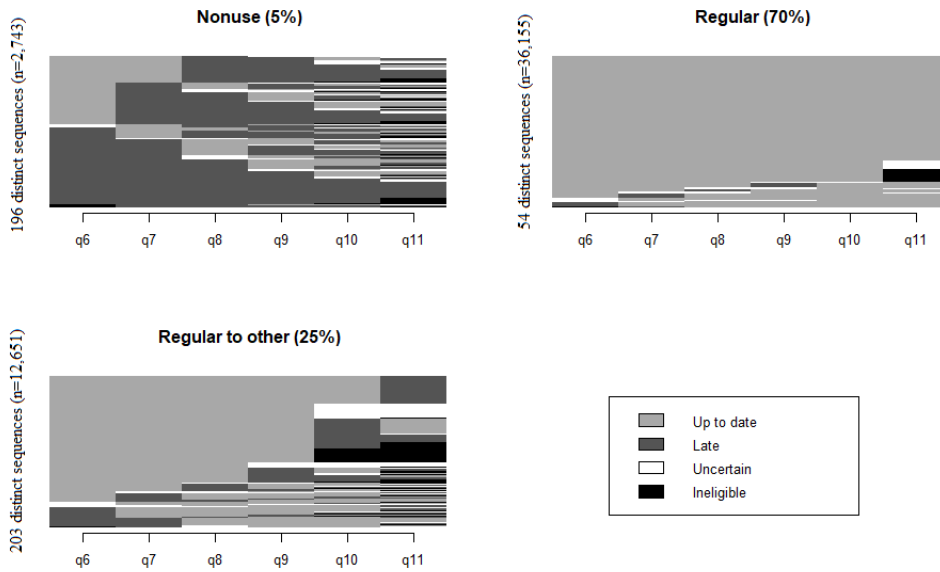 Nonuse (5%)
196 distinct sequences (n=2,743)
q6 q7 q8 q9 q10 q11
Regular (70%)
54 distinct sequences (n=36,155)
q6 q7 q8 q9 q10 q11
Regular to other (25%)
203 distinct sequences (n=12,651)
q6 q7 q8 q9 q10 q11
Up to date
Late
Uncertain
Ineligible